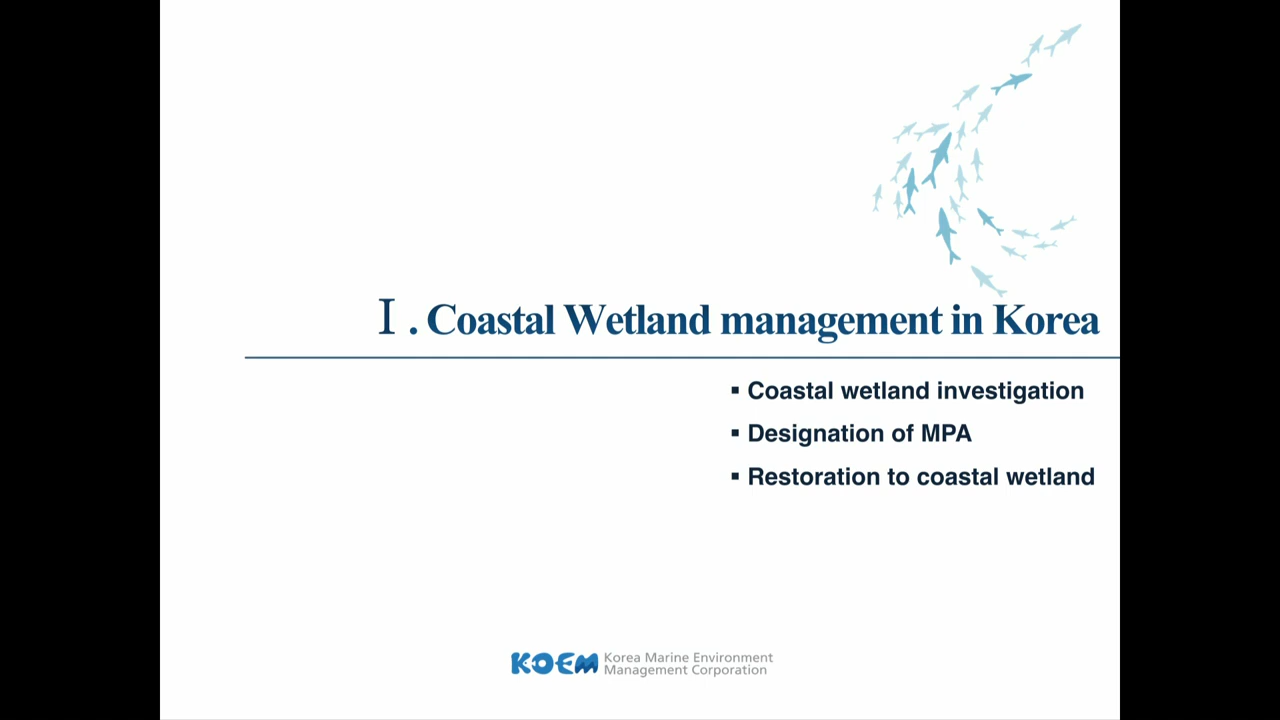 Ⅰ. Coastal Wetland management in Korea
▪ Coastal wetland investigation
▪ Designation of MPA
▪ Restoration to coastal wetland
KOEM Korea Marine Environment
Management Corporation